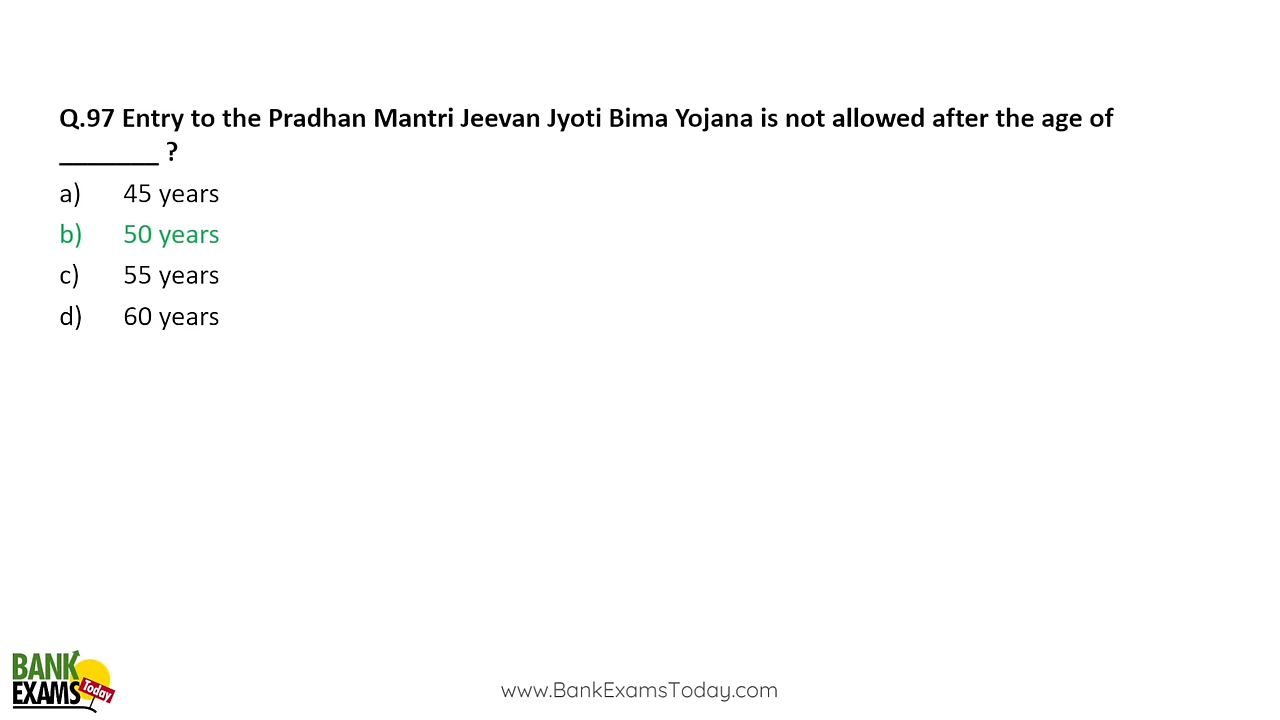 Q.97 Entry to the Pradhan Mantri Jeevan Jyoti Bima Yojana is not allowed after the age of
_______ ?
a) 45 years
b) 50 years
c) 55 years
d) 60 years
BANK
EXAMS Today
www.BankExamsToday.com